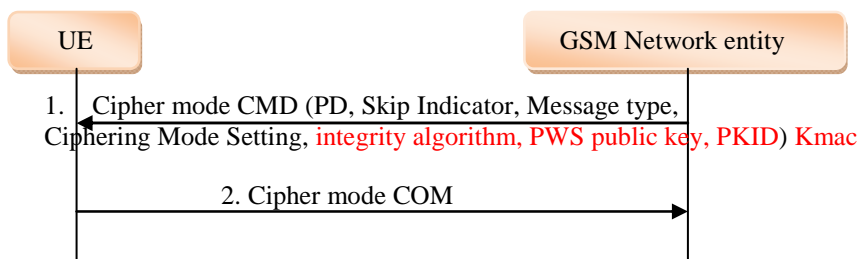 UE
GSM Network entity
1. Cipher mode CMD (PD, Skip Indicator, Message type,
Ciphering Mode Setting, integrity algorithm, PWS public key, PKID) Kmac
2. Cipher mode COM